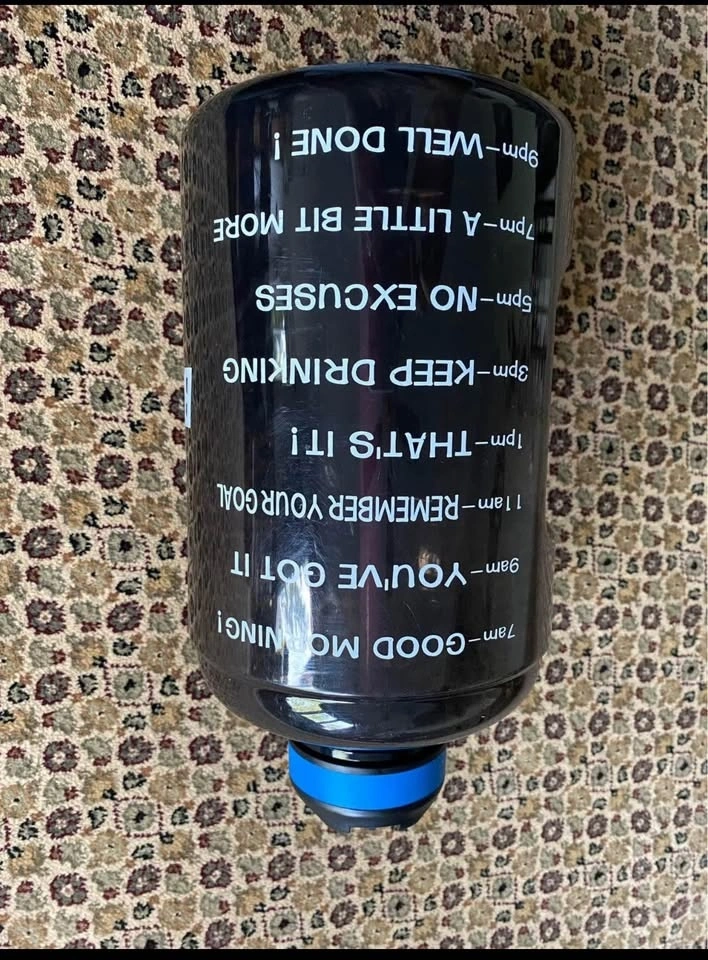 7am-GOOD MORNING!
9am-YOU'VE GOT IT
11am-REMEMBER YOUR GOAL
1pm-THAT'S IT!
3pm-KEEP DRINKING
5pm-NO EXCUSES
7pm-A LITTLE BIT MORE
9pm-WELL DONE!